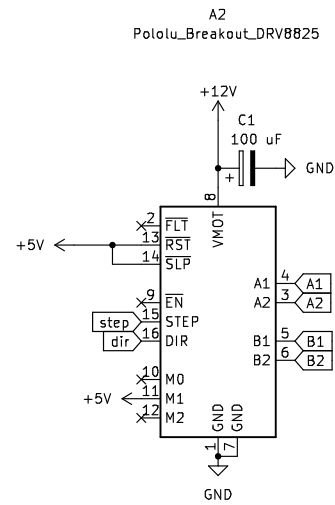 A2
Pololu_Breakout_DRV8825
+12V
C1
100 uF
+
GND
8
VMOT
2 FLT
+5V
13 RST
14 SLP
A1 4 A1
A2 3 A2
9 EN
step 15 STEP
dir 16 DIR
B1 5 B1
B2 6 B2
10 M0
+5V 11 M1
12 M2
GND GND
1 7
GND